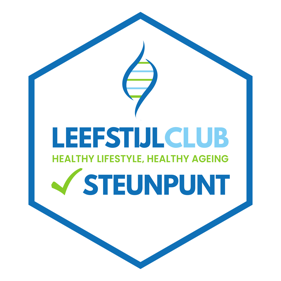 LEEFSTIJLCLUB
HEALTHY LIFESTYLE, HEALTHY AGEING
STEUNPUNT